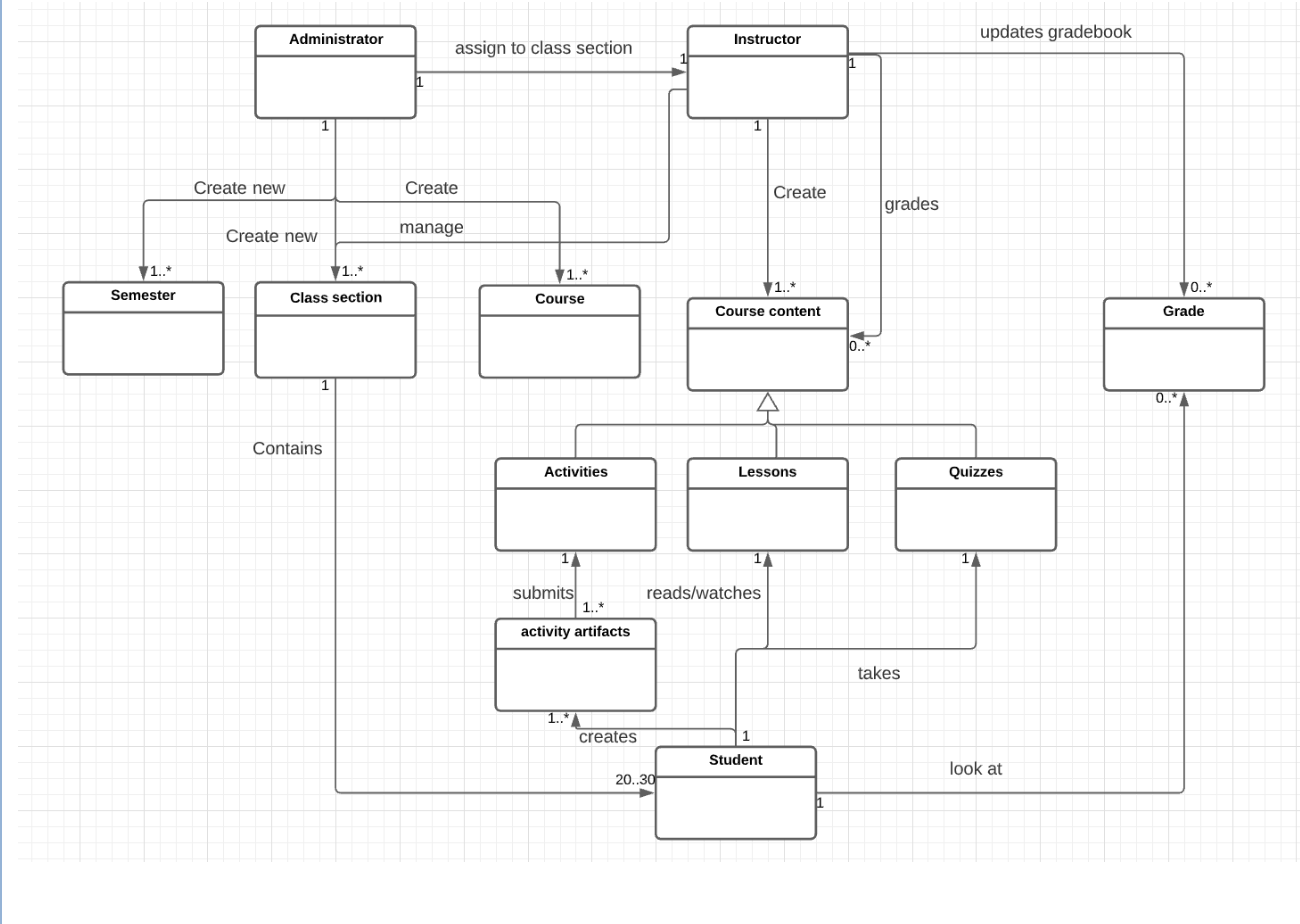 Administrator
assign to class section
Instructor
updates gradebook
1
1
1
1
1
Create new
Create
Create
grades
Create new
manage
1..*
1..*
1..*
1..*
0..*
Semester
Class section
Course
Course content
Grade
0..*
1
0..*
Contains
Activities
Lessons
Quizzes
1
1
1
submits
reads/watches
1..*
activity artifacts
takes
1..*
creates
1
Student
look at
20..30
1